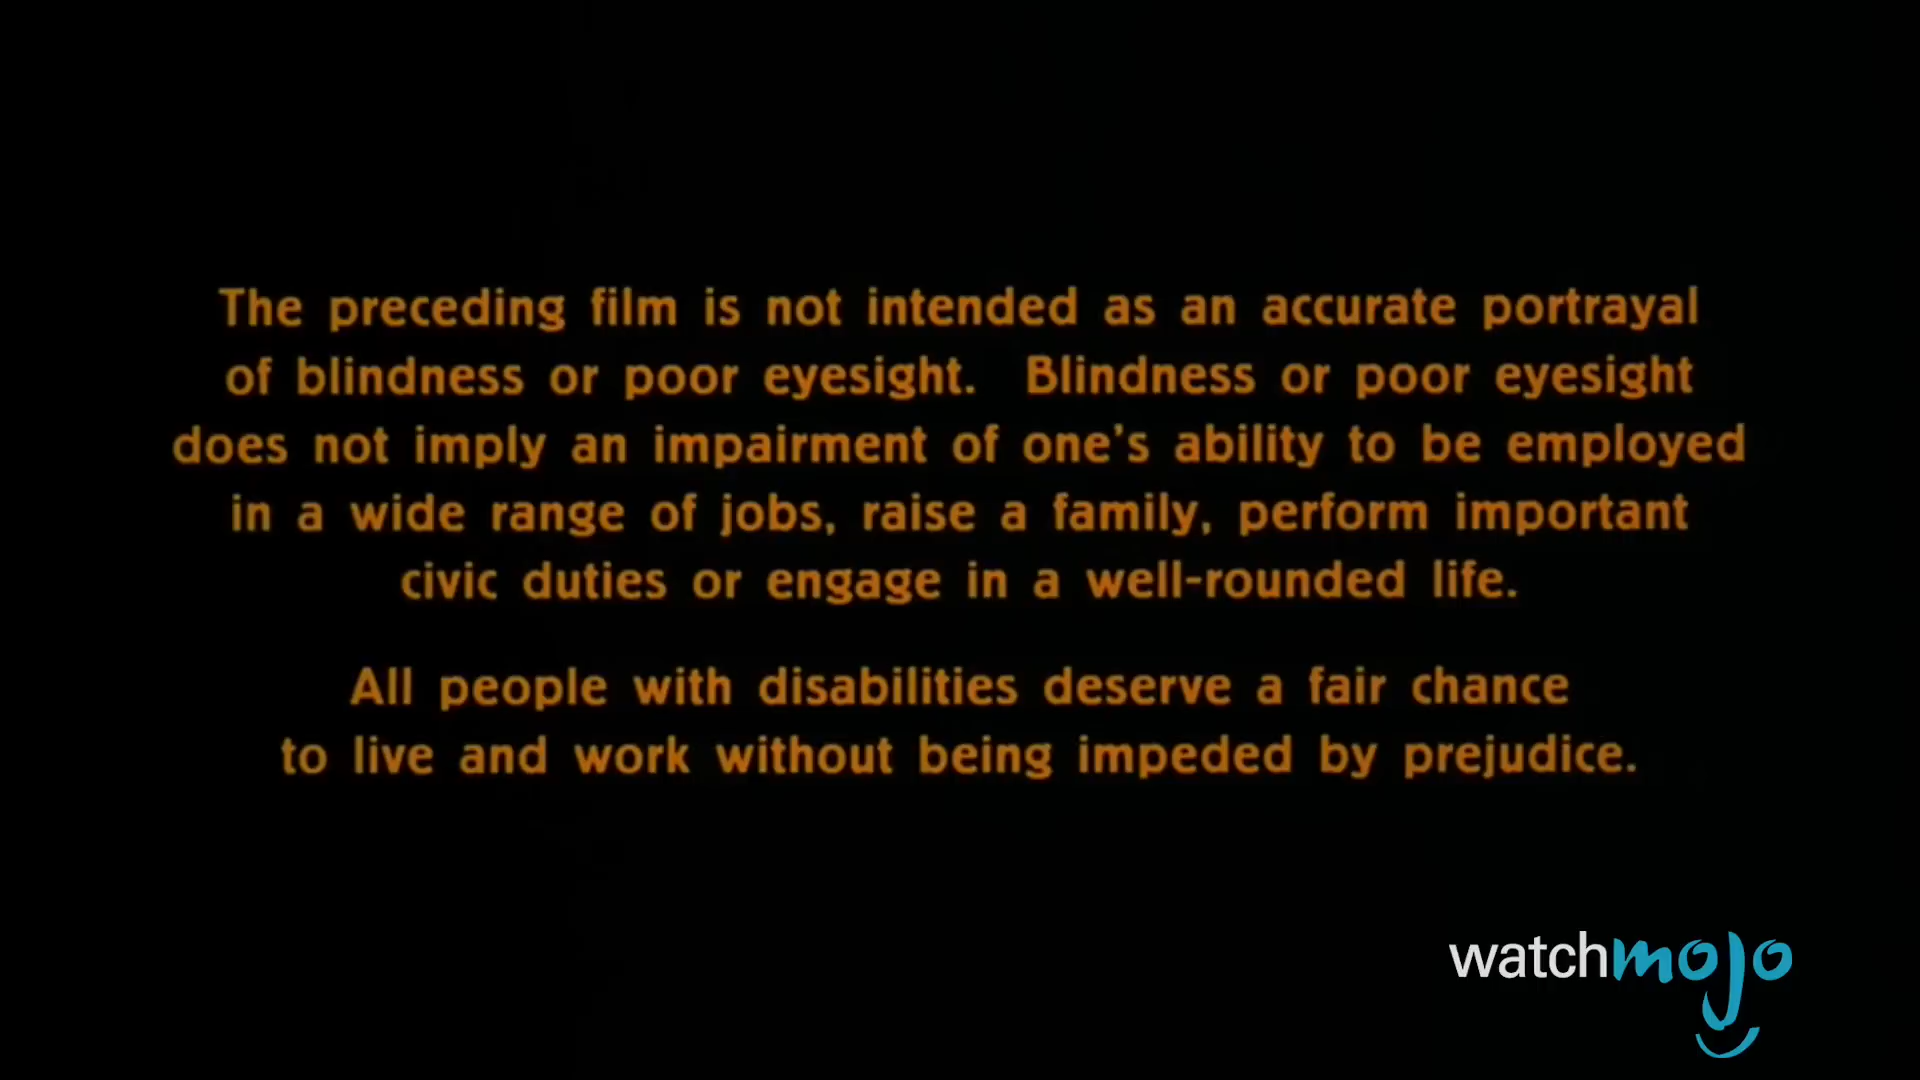 The preceding film is not intended as an accurate portrayal
of blindness or poor eyesight. Blindness or poor eyesight
does not imply an impairment of one's ability to be employed
in a wide range of jobs, raise a family, perform important
civic duties or engage in a well-rounded life.
All people with disabilities deserve a fair chance
to live and work without being impeded by prejudice.
watchmojo